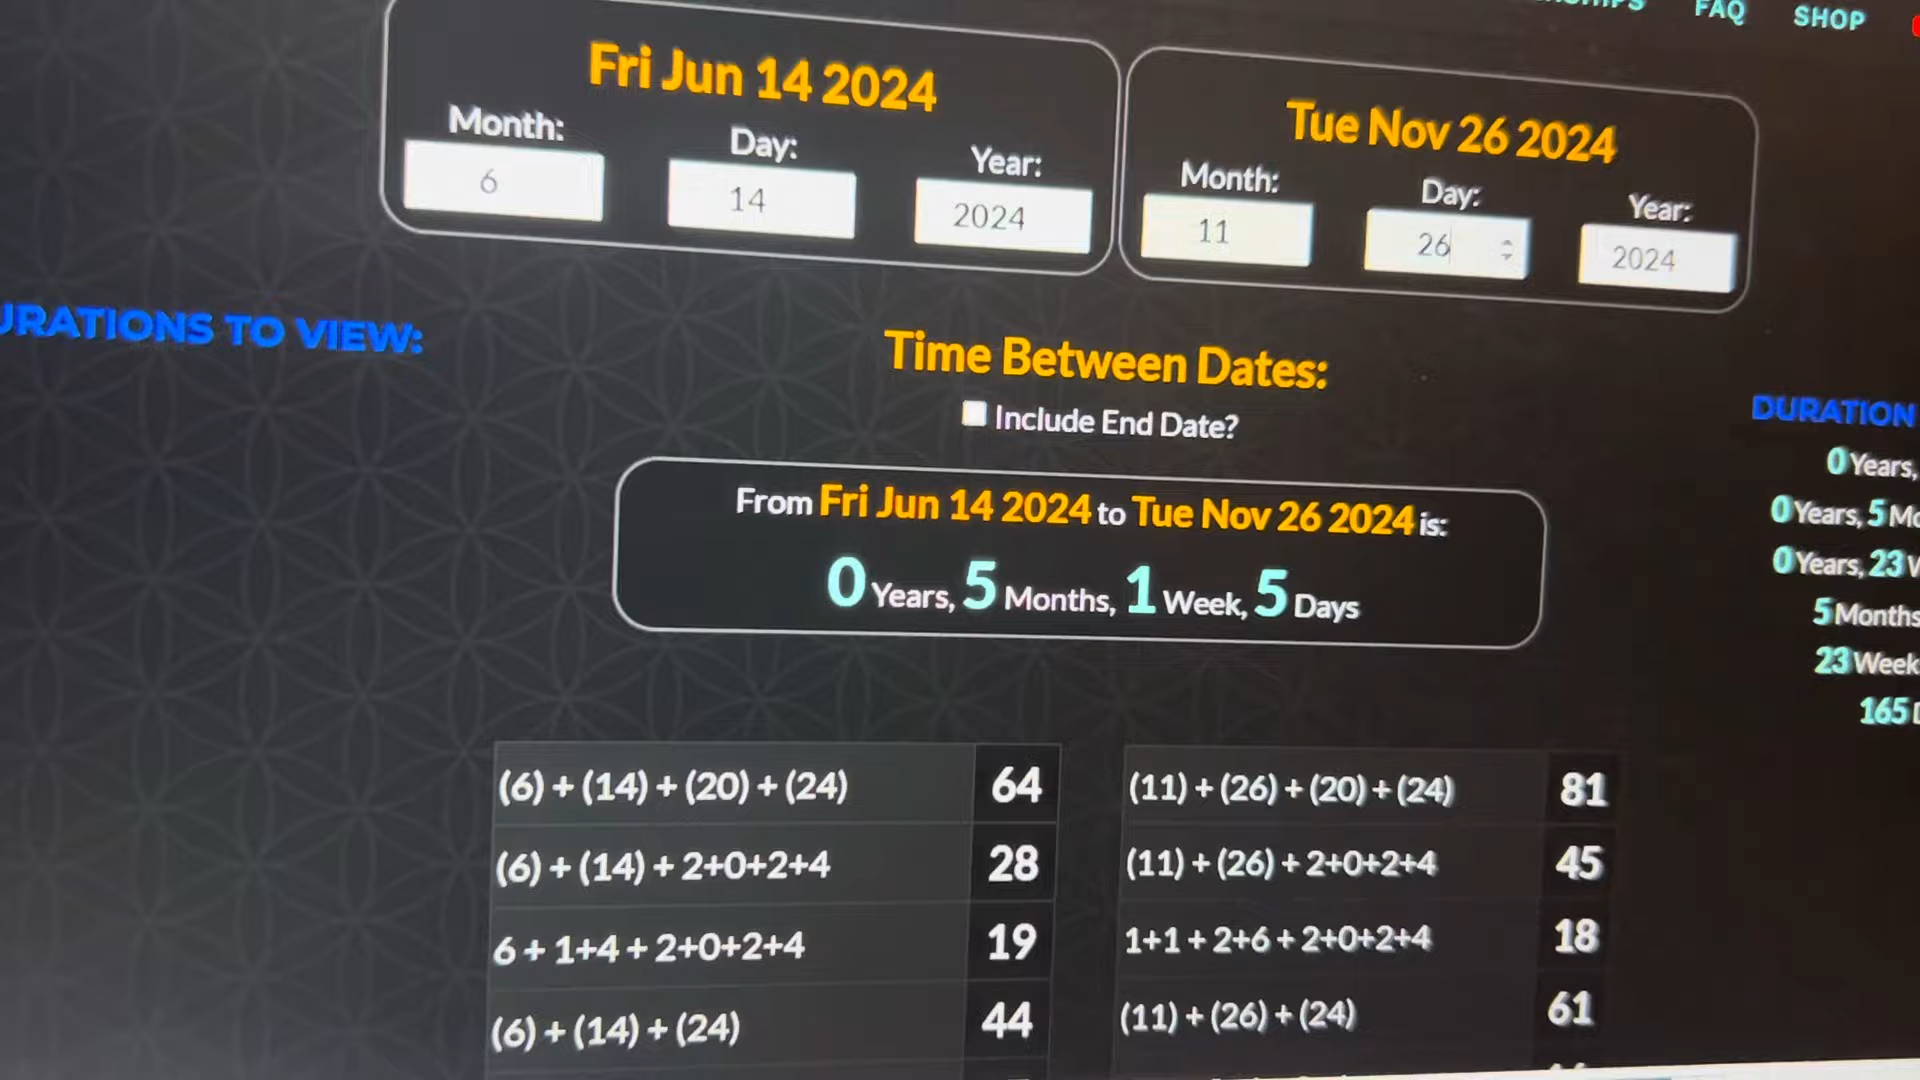 FAQ SHOP
Fri Jun 14 2024
Month: Day: Year:
6 14 2024
Tue Nov 26 2024
Month: Day: Year:
11 26 2024
TO VIEW:
Time Between Dates:
Include End Date?
From Fri Jun 14 2024 to Tue Nov 26 2024 is:
0 Years, 5 Months, 1 Week, 5 Days
DURATION
0 Years,
0 Years, 5
0 Years, 23
5 Months
23 Week
165
(6) + (14) + (20) + (24) 64
(6) + (14) + 2+0+2+4 28
6 + 1+4 + 2+0+2+4 19
(6) + (14) + (24) 44
(11) + (26) + (20) + (24) 81
(11) + (26) + 2+0+2+4 45
1+1 + 2+6 + 2+0+2+4 18
(11) + (26) + (24) 61